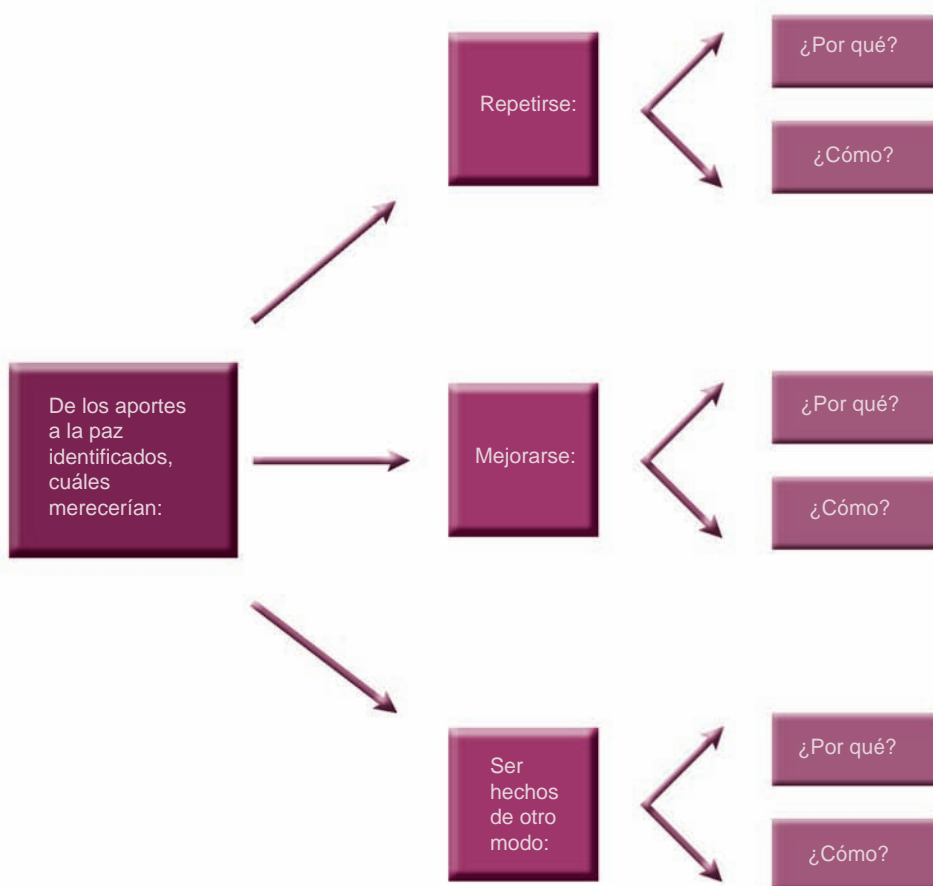 ¿Por qué?
Repetirse:
¿Cómo?
De los aportes
a la paz
identificados,
cuáles
merecerían:
¿Por qué?
Mejorarse:
¿Cómo?
¿Por qué?
Ser
hechos
de otro
modo:
¿Cómo?